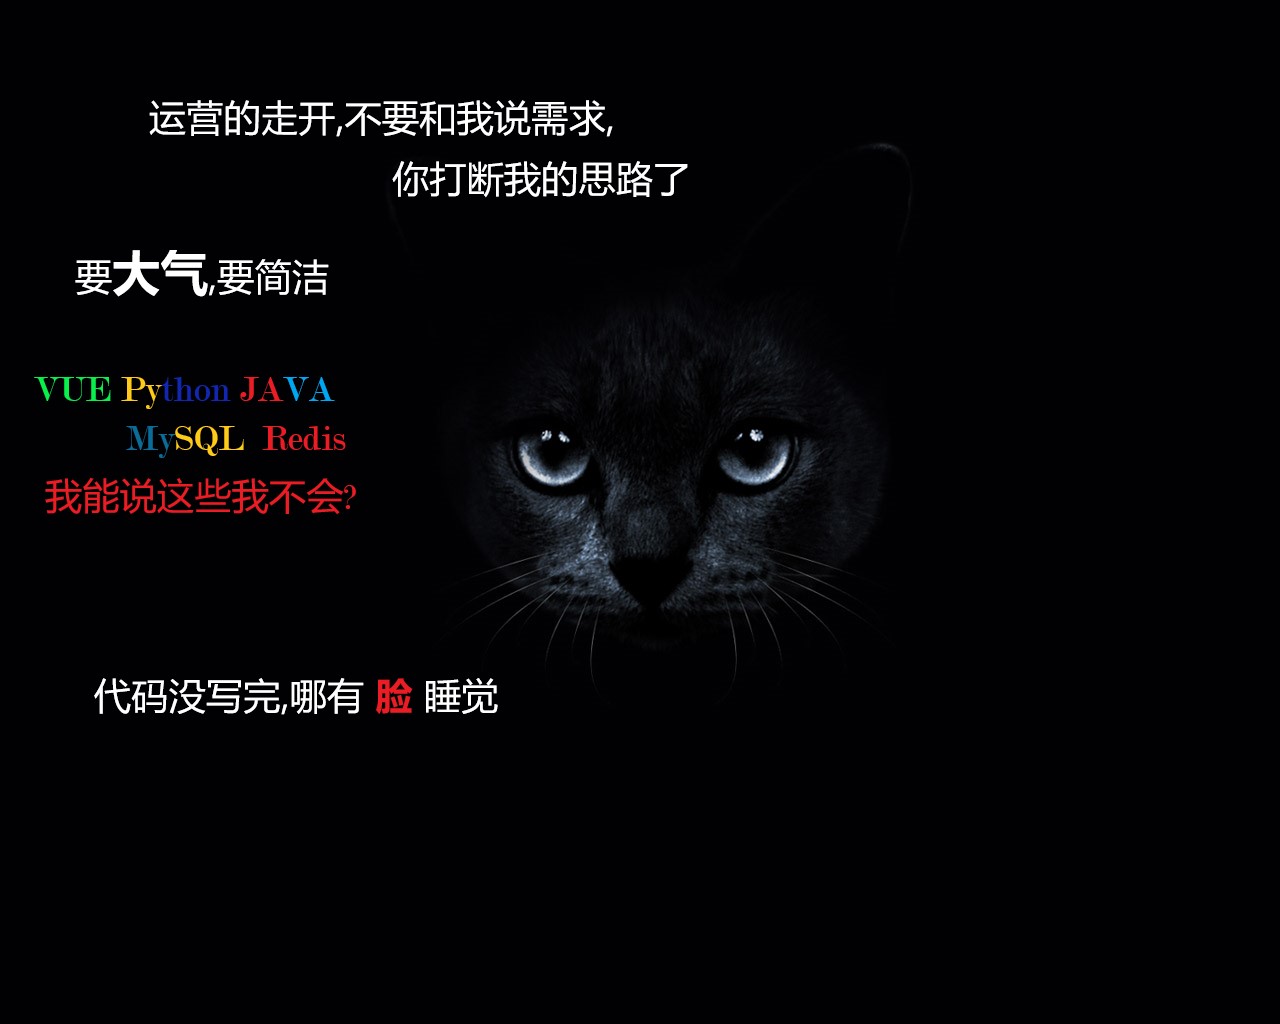 运营的走开,不要和我说需求,
你打断我的思路了
要大气,要简洁
VUE Python JAVA
MySQL Redis
我能说这些我不会?
代码没写完,哪有 脸 睡觉